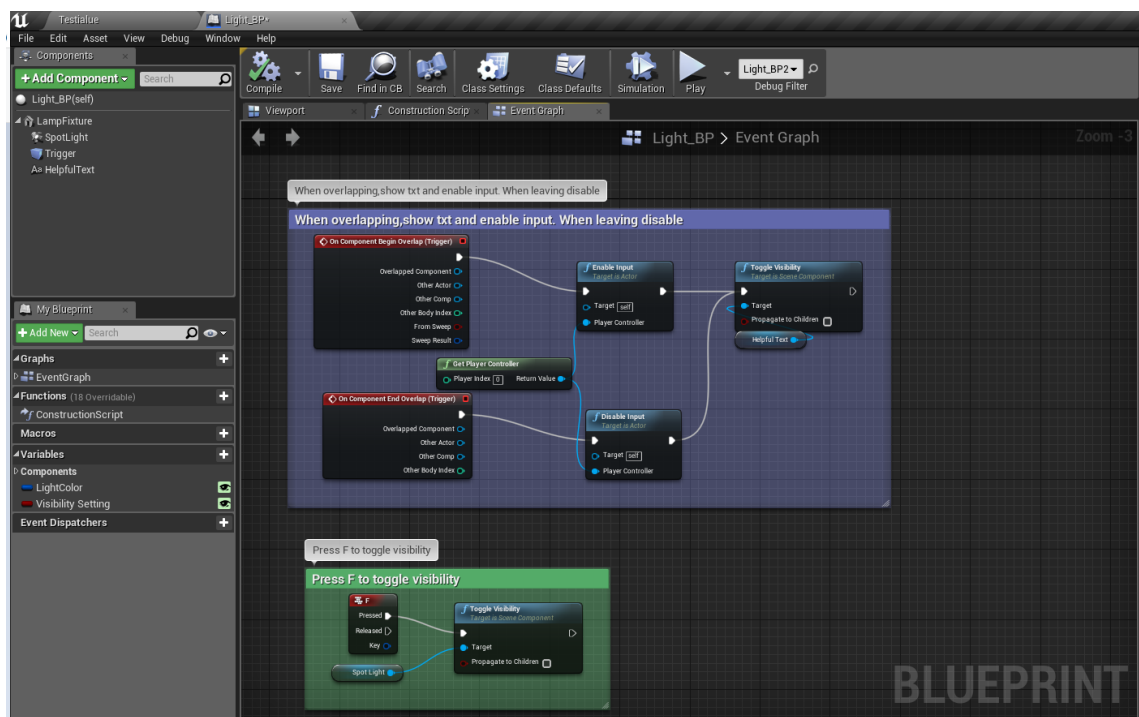 Testialue
Light_BP*
File Edit Asset View Debug Window Help
Components
+Add Component Search
Light_BP(self)
LampFixture
SpotLight
Trigger
HelpfulText
My Blueprint
+Add New Search
Graphs
EventGraph
Functions (18 Overridable)
ConstructionScript
Macros
Variables
Components
LightColor
Visibility Setting
Event Dispatchers
Compile Save Find in CB Search Class Settings Class Defaults Simulation Play
Light_BP2
Debug Filter
Viewport Construction Scrip Event Graph
Light_BP > Event Graph
Zoom -3
When overlapping,show txt and enable input. When leaving disable
When overlapping,show txt and enable input. When leaving disable
On Component Begin Overlap (Trigger)
Overlapped Component
Other Actor
Other Comp
Other Body Index
From Sweep
Sweep Result
Enable Input
Target is Actor
Target self
Player Controller
Toggle Visibility
Target is Scene Component
Target
Propagate to Children
Helpful Text
Get Player Controller
Player Index 0 Return Value
On Component End Overlap (Trigger)
Overlapped Component
Other Actor
Other Comp
Other Body Index
Disable Input
Target is Actor
Target self
Player Controller
Press F to toggle visibility
Press F to toggle visibility
F
Pressed
Released
Key
Spot Light
Toggle Visibility
Target is Scene Component
Target
Propagate to Children
BLUEPRINT